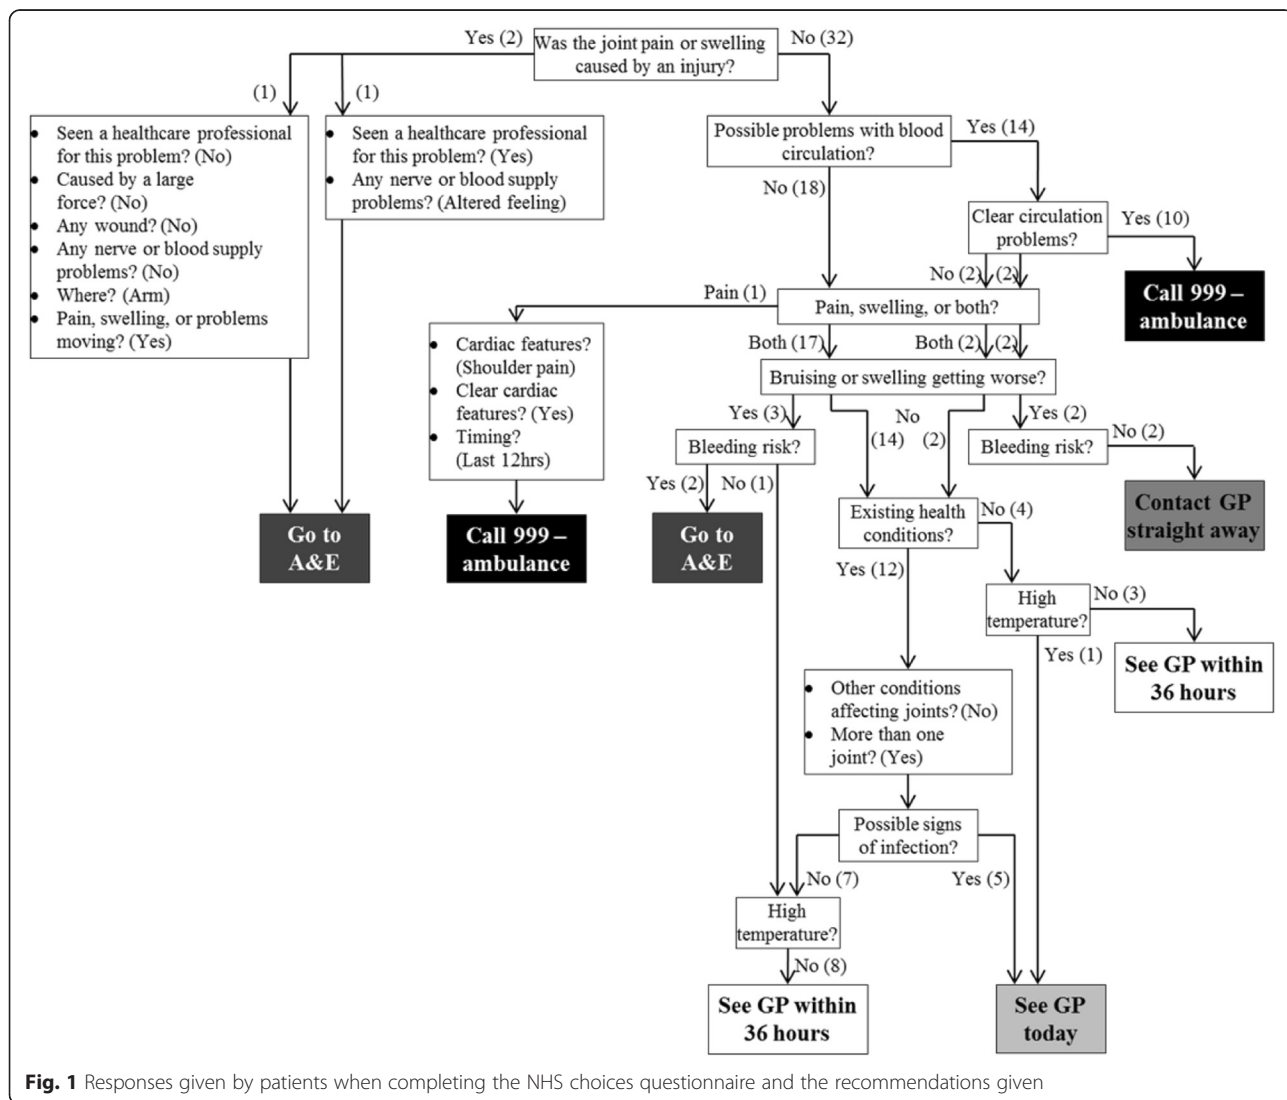 Yes (2)
Was the joint pain or swelling
caused by an injury?
No (32)
(1)
(1)
• Seen a healthcare professional
for this problem? (No)
• Caused by a large
force? (No)
• Any wound? (No)
• Any nerve or blood supply
problems? (No)
• Where? (Arm)
• Pain, swelling, or problems
moving? (Yes)
• Seen a healthcare professional
for this problem? (Yes)
• Any nerve or blood supply
problems? (Altered feeling)
Possible problems with blood
circulation?
Yes (14)
No (18)
Clear circulation
problems?
Yes (10)
No (2)
(2)
Call 999 –
ambulance
Pain (1)
Pain, swelling, or both?
• Cardiac features?
(Shoulder pain)
• Clear cardiac
features? (Yes)
• Timing?
(Last 12hrs)
Both (17)
Both (2)
(2)
Bruising or swelling getting worse?
Yes (3)
No
(14)
(2)
Yes (2)
Bleeding risk?
Bleeding risk?
No (2)
Yes (2)
No (1)
Existing health
conditions?
No (4)
Contact GP
straight away
Go to
A&E
Call 999 –
ambulance
Go to
A&E
Yes (12)
High
temperature?
No (3)
Yes (1)
See GP within
36 hours
• Other conditions
affecting joints? (No)
• More than one
joint? (Yes)
Possible signs
of infection?
No (7)
Yes (5)
High
temperature?
No (8)
See GP within
36 hours
See GP
today
Fig. 1 Responses given by patients when completing the NHS choices questionnaire and the recommendations given